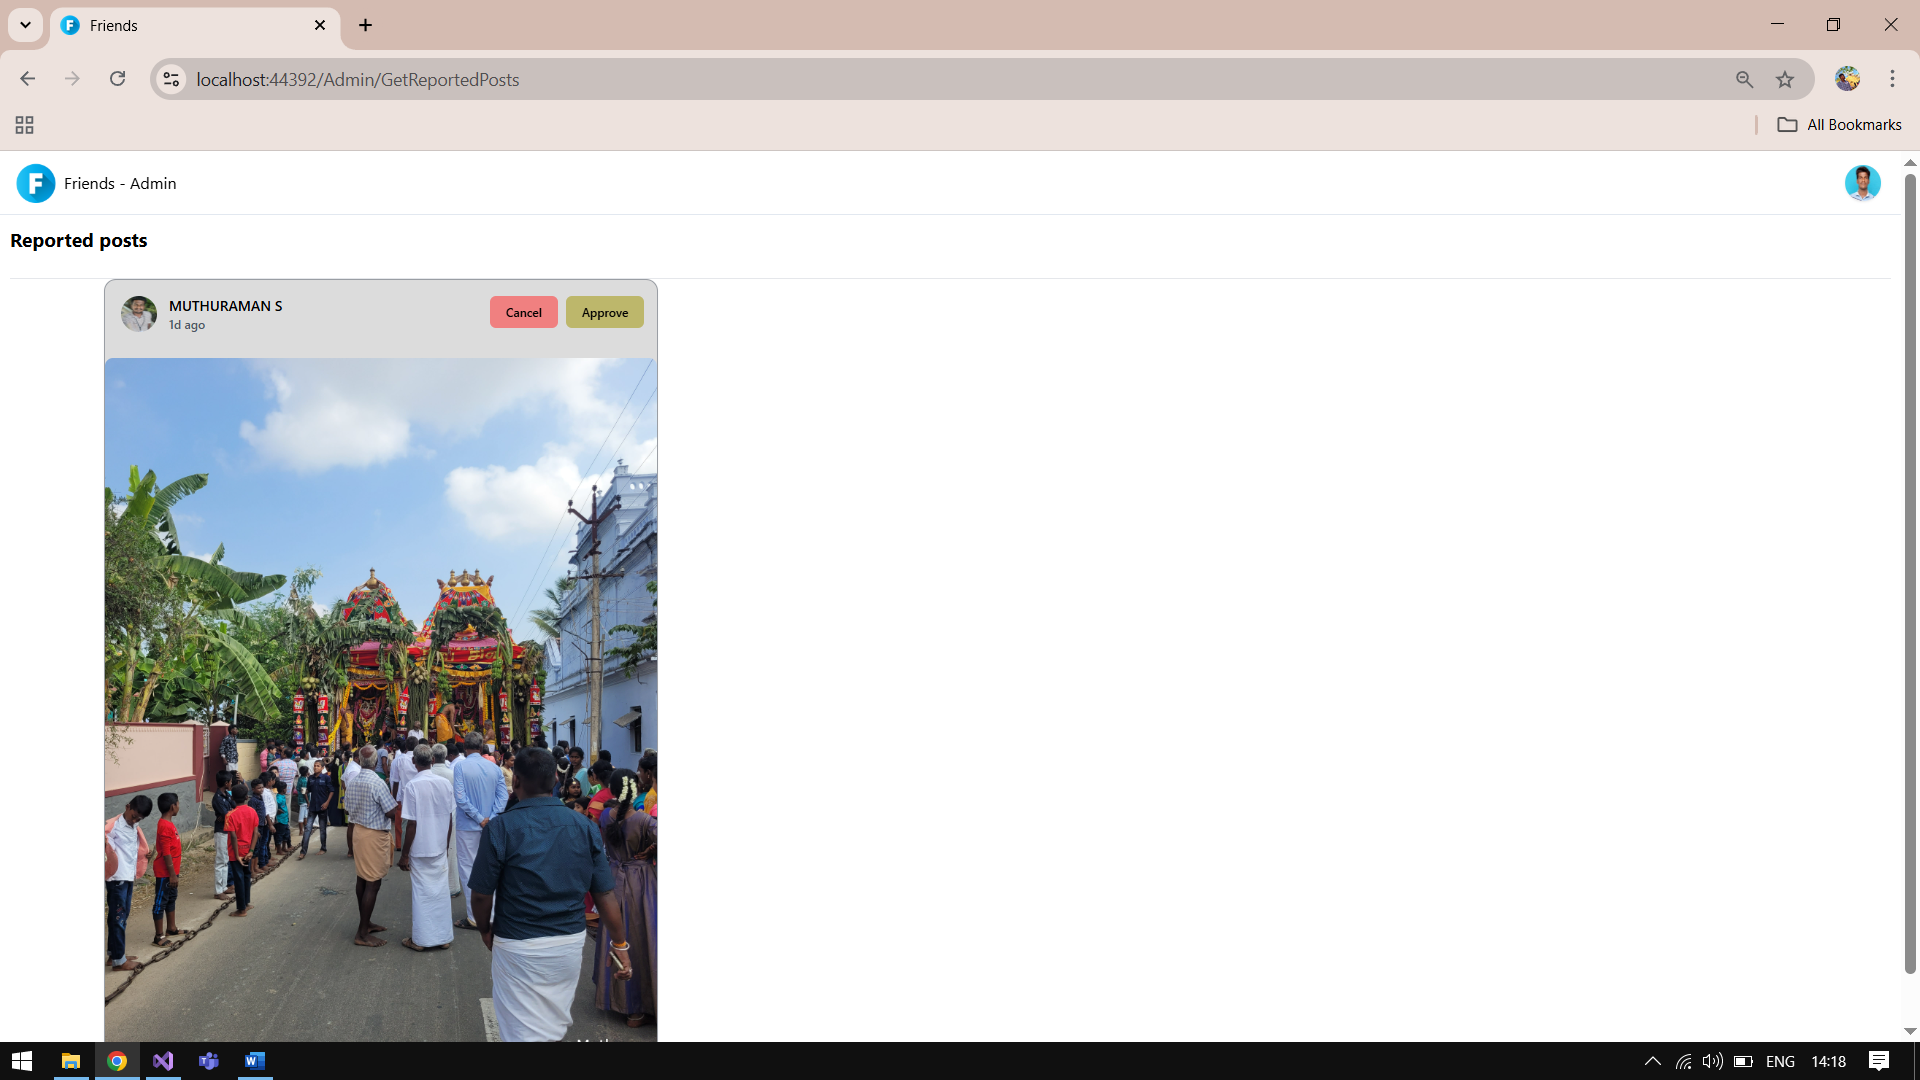 Friends
localhost:44392/Admin/GetReportedPosts
All Bookmarks
F Friends - Admin
Reported posts
MUTHURAMAN S
1d ago
Cancel
Approve
ENG
14:18